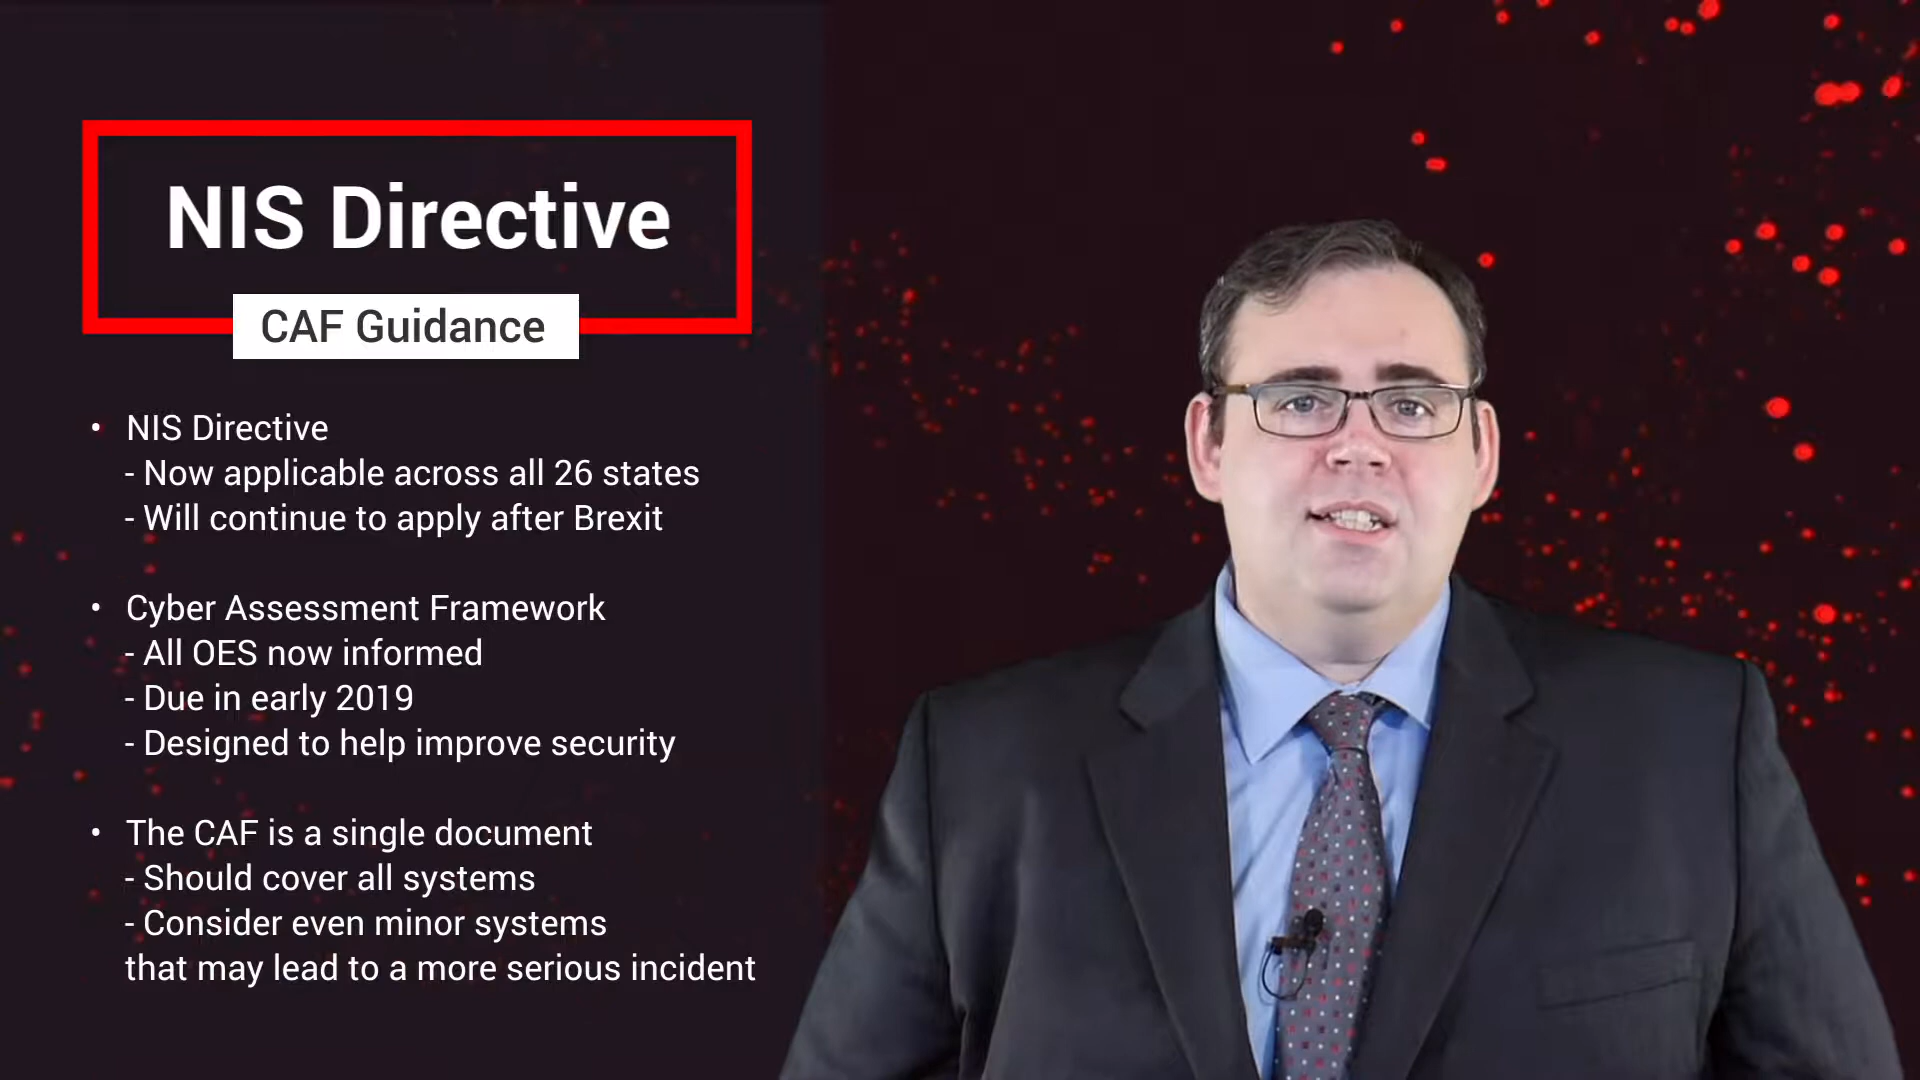 NIS Directive
CAF Guidance
• NIS Directive
- Now applicable across all 26 states
- Will continue to apply after Brexit
• Cyber Assessment Framework
- All OES now informed
- Due in early 2019
- Designed to help improve security
• The CAF is a single document
- Should cover all systems
- Consider even minor systems
that may lead to a more serious incident